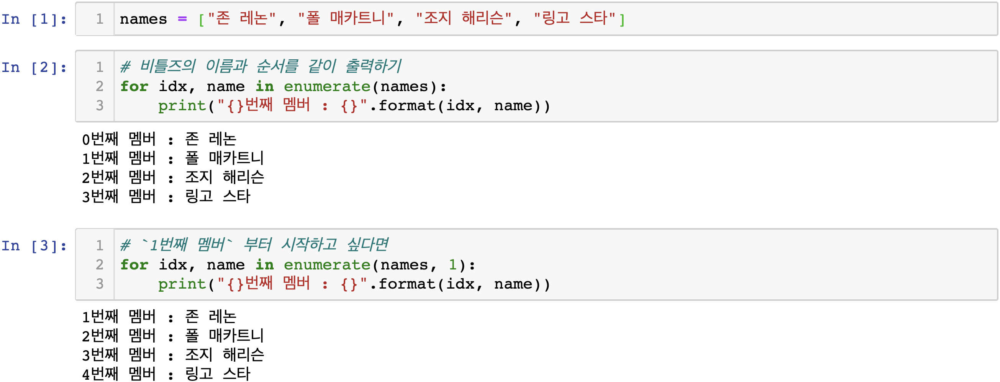 In [1]: 1 names = ["존 레논", "폴 매카트니", "조지 해리슨", "링고 스타"]
In [2]: 1 # 비틀즈의 이름과 순서를 같이 출력하기
2 for idx, name in enumerate(names):
3     print("{}번째 멤버 : {}".format(idx, name))
0번째 멤버 : 존 레논
1번째 멤버 : 폴 매카트니
2번째 멤버 : 조지 해리슨
3번째 멤버 : 링고 스타
In [3]: 1 # `1번째 멤버` 부터 시작하고 싶다면
2 for idx, name in enumerate(names, 1):
3     print("{}번째 멤버 : {}".format(idx, name))
1번째 멤버 : 존 레논
2번째 멤버 : 폴 매카트니
3번째 멤버 : 조지 해리슨
4번째 멤버 : 링고 스타